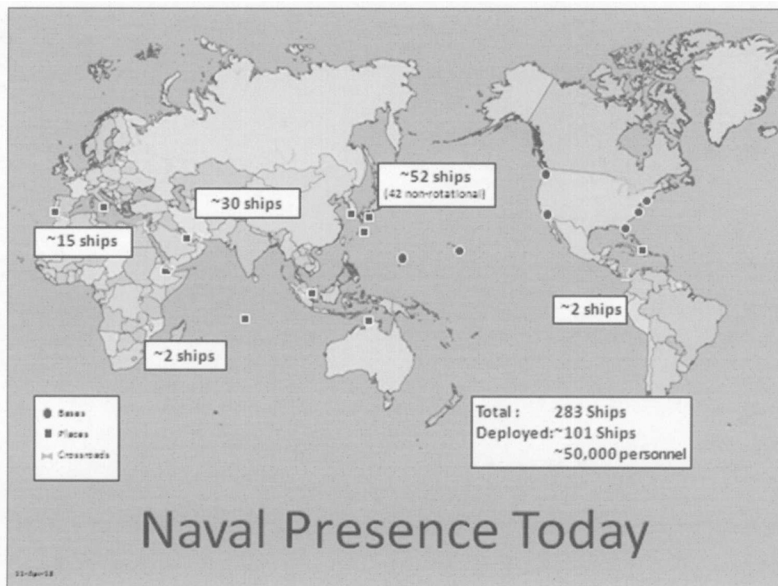 ~52 ships
(42 non-rotational)
~30 ships
~15 ships
~2 ships
~2 ships
Bases
Places
Crossroads
Total : 283 Ships
Deployed:~101 Ships
~50,000 personnel
Naval Presence Today